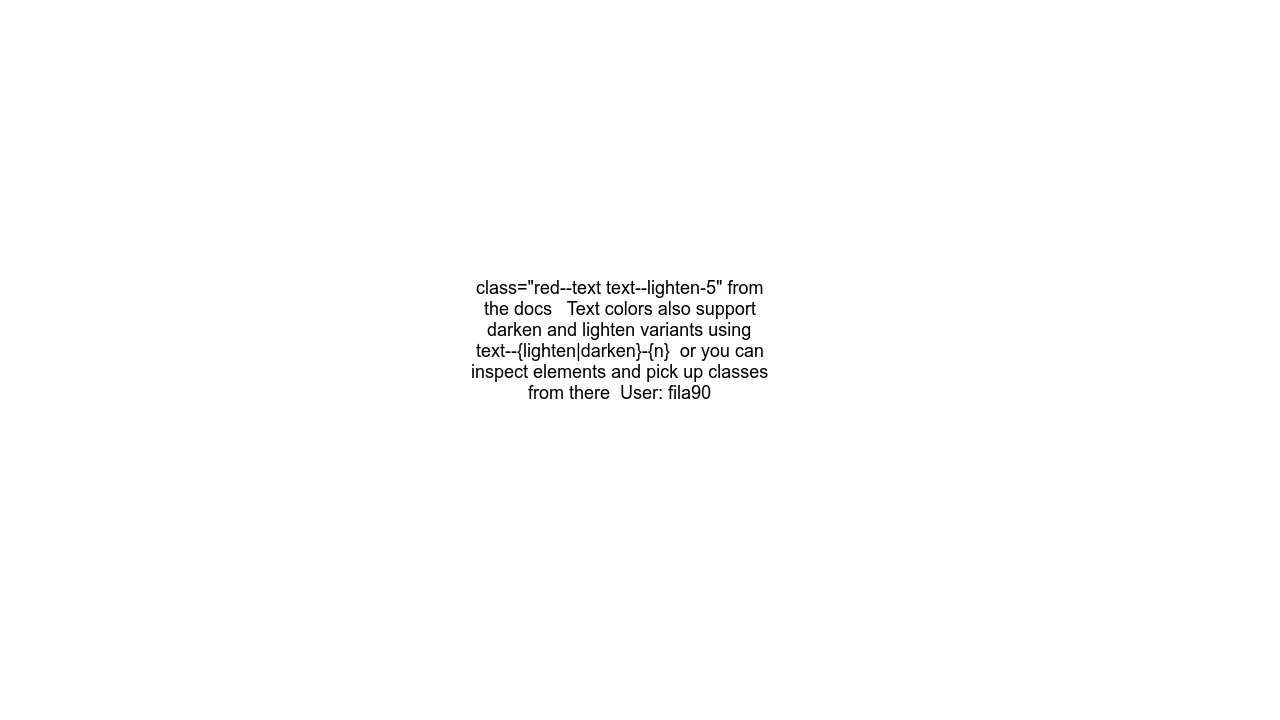 class="red--text text--lighten-5" from
the docs   Text colors also support
darken and lighten variants using
text--{lighten|darken}-{n}  or you can
inspect elements and pick up classes
from there  User: fila90